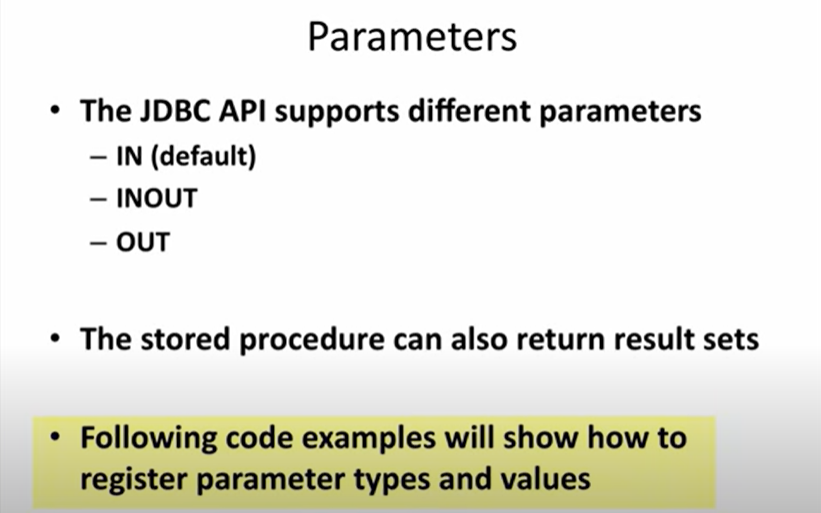 Parameters
• The JDBC API supports different parameters
– IN (default)
– INOUT
– OUT
• The stored procedure can also return result sets
• Following code examples will show how to
register parameter types and values